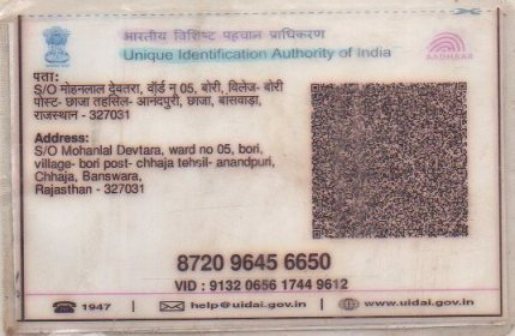 भारतीय विशिष्ट पहचान प्राधिकरण
Unique Identification Authority of India
AADHAAR
पता:
S/O मोहनलाल देवतरा, वॉर्ड न 05, बोरी, विलेज- बोरी
पोस्ट- छाजा तहसिल- आनंदपुरी, छाजा, बांसवाड़ा,
राजस्थान - 327031
Address:
S/O Mohanlal Devtara, ward no 05, bori,
village- bori post- chhaja tehsil- anandpuri,
Chhaja, Banswara,
Rajasthan - 327031
8720 9645 6650
VID : 9132 0656 1744 9612
1947 | help@uidai.gov.in | www.uidai.gov.in